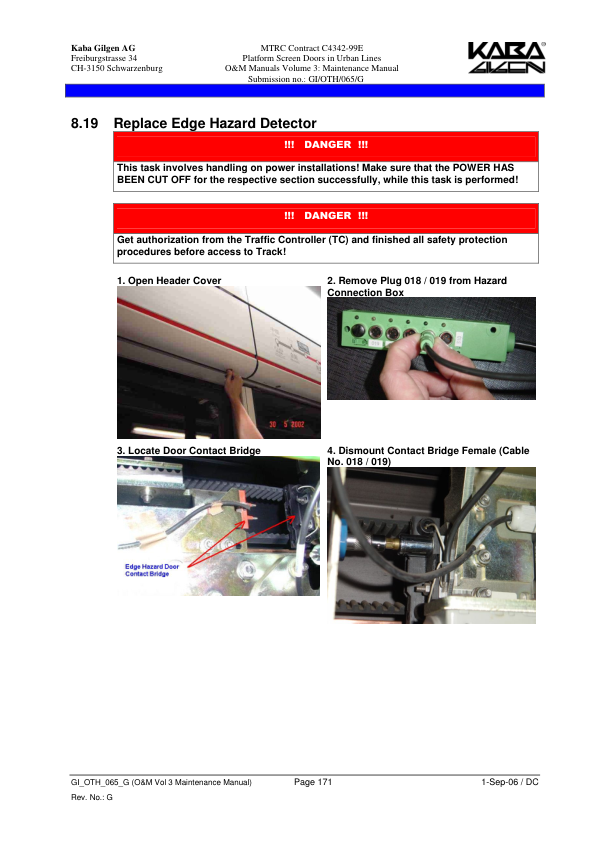 Kaba Gilgen AG
Freiburgstrasse 34
CH-3150 Schwarzenburg
MTRC Contract C4342-99E
Platform Screen Doors in Urban Lines
O&M Manuals Volume 3: Maintenance Manual
Submission no.: GI/OTH/065/G
KABA
GILGEN
8.19 Replace Edge Hazard Detector
!!! DANGER !!!
This task involves handling on power installations! Make sure that the POWER HAS
BEEN CUT OFF for the respective section successfully, while this task is performed!
!!! DANGER !!!
Get authorization from the Traffic Controller (TC) and finished all safety protection
procedures before access to Track!
1. Open Header Cover
30 5 2002
2. Remove Plug 018 / 019 from Hazard
Connection Box
3. Locate Door Contact Bridge
Edge Hazard Door
Contact Bridge
4. Dismount Contact Bridge Female (Cable
No. 018 / 019)
GI_OTH_065_G (O&M Vol 3 Maintenance Manual)
Page 171
1-Sep-06 / DC
Rev. No.: G